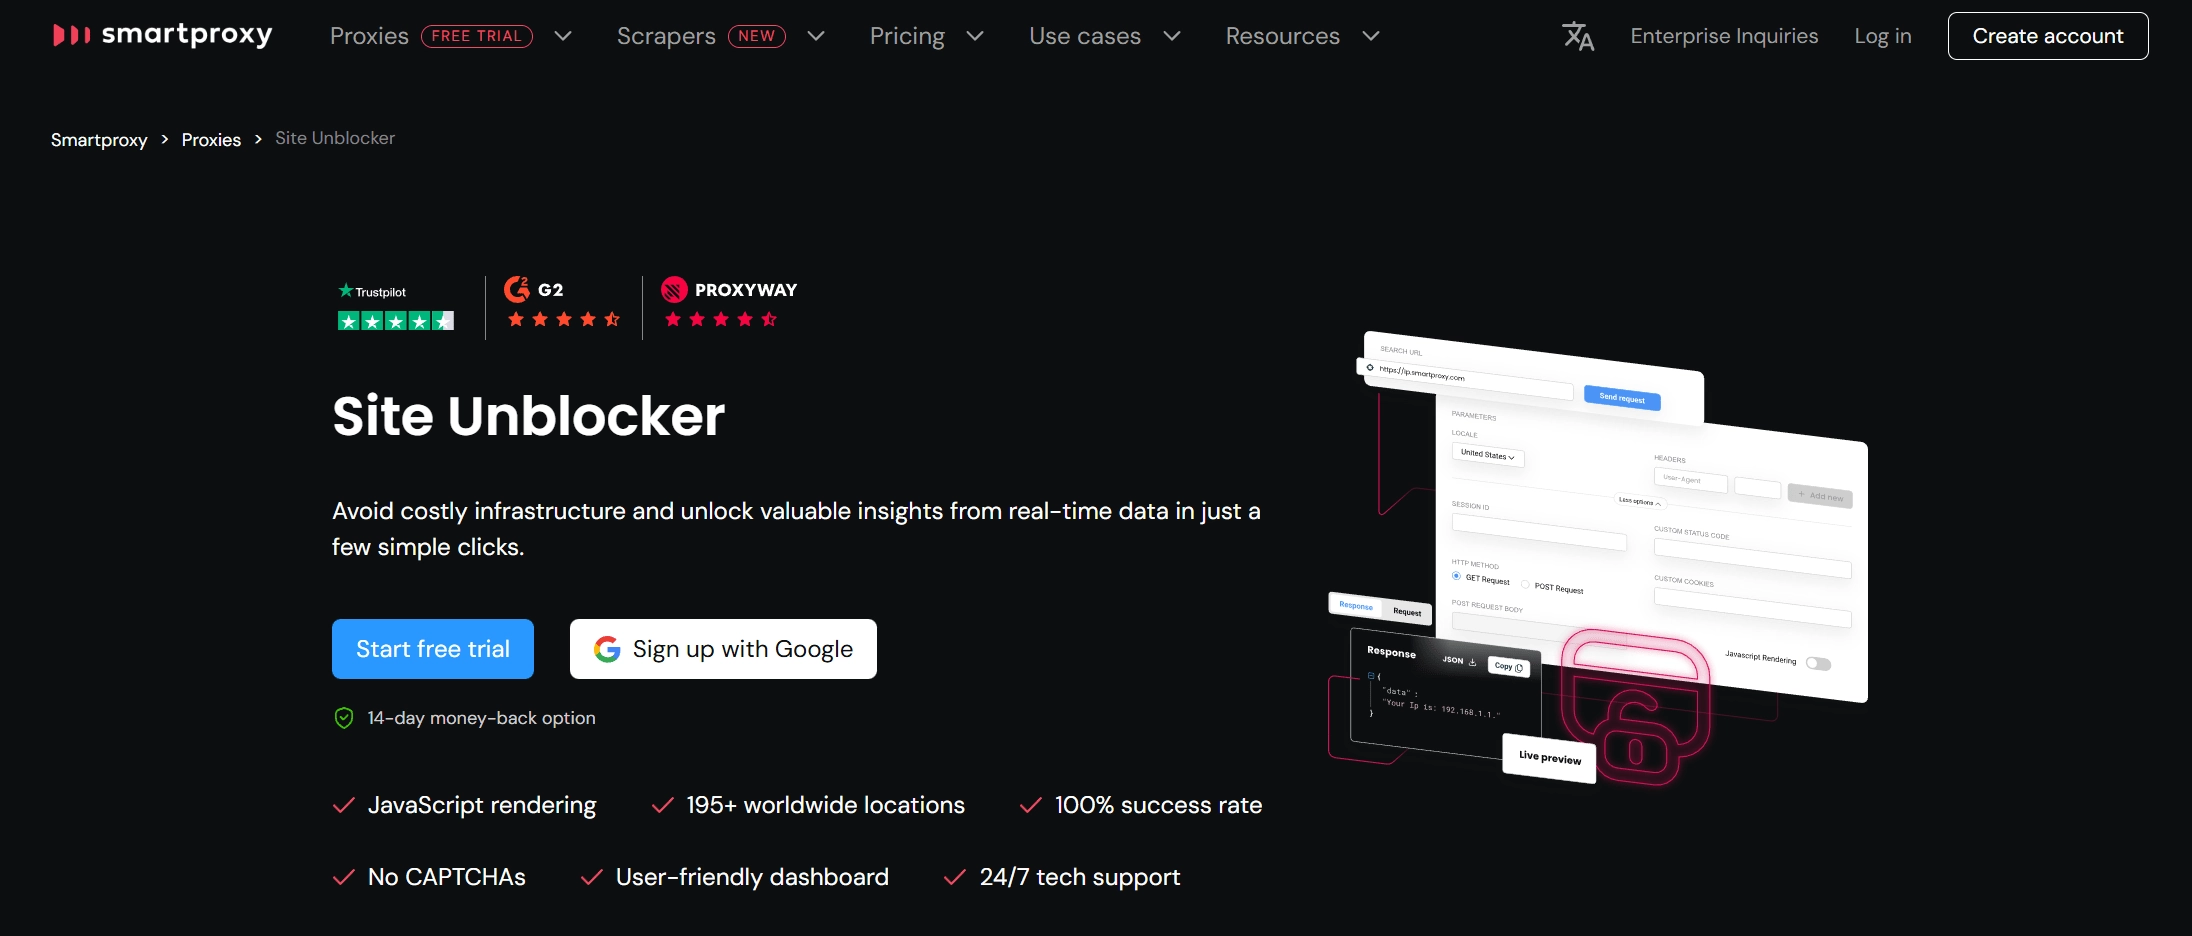 smartproxy
Proxies FREE TRIAL
Scrapers NEW
Pricing
Use cases
Resources
Enterprise Inquiries
Log in
Create account
Smartproxy > Proxies > Site Unblocker
Trustpilot
G2
PROXYWAY
Site Unblocker
Avoid costly infrastructure and unlock valuable insights from real-time data in just a
few simple clicks.
Start free trial
Sign up with Google
14-day money-back option
JavaScript rendering
195+ worldwide locations
100% success rate
No CAPTCHAs
User-friendly dashboard
24/7 tech support
SEARCH URL
https://ip.smartproxy.com
Send request
PARAMETERS
LOCALE
United States
HEADERS
User-Agent
+ Add new
Less options
SESSION ID
CUSTOM STATUS CODE
HTTP METHOD
GET Request
POST Request
CUSTOM COOKIES
POST REQUEST BODY
Javascript Rendering
Response
Request
Response
JSON
Copy
{
"data" :
"Your Ip is: 192.168.1.1."
}
Live preview